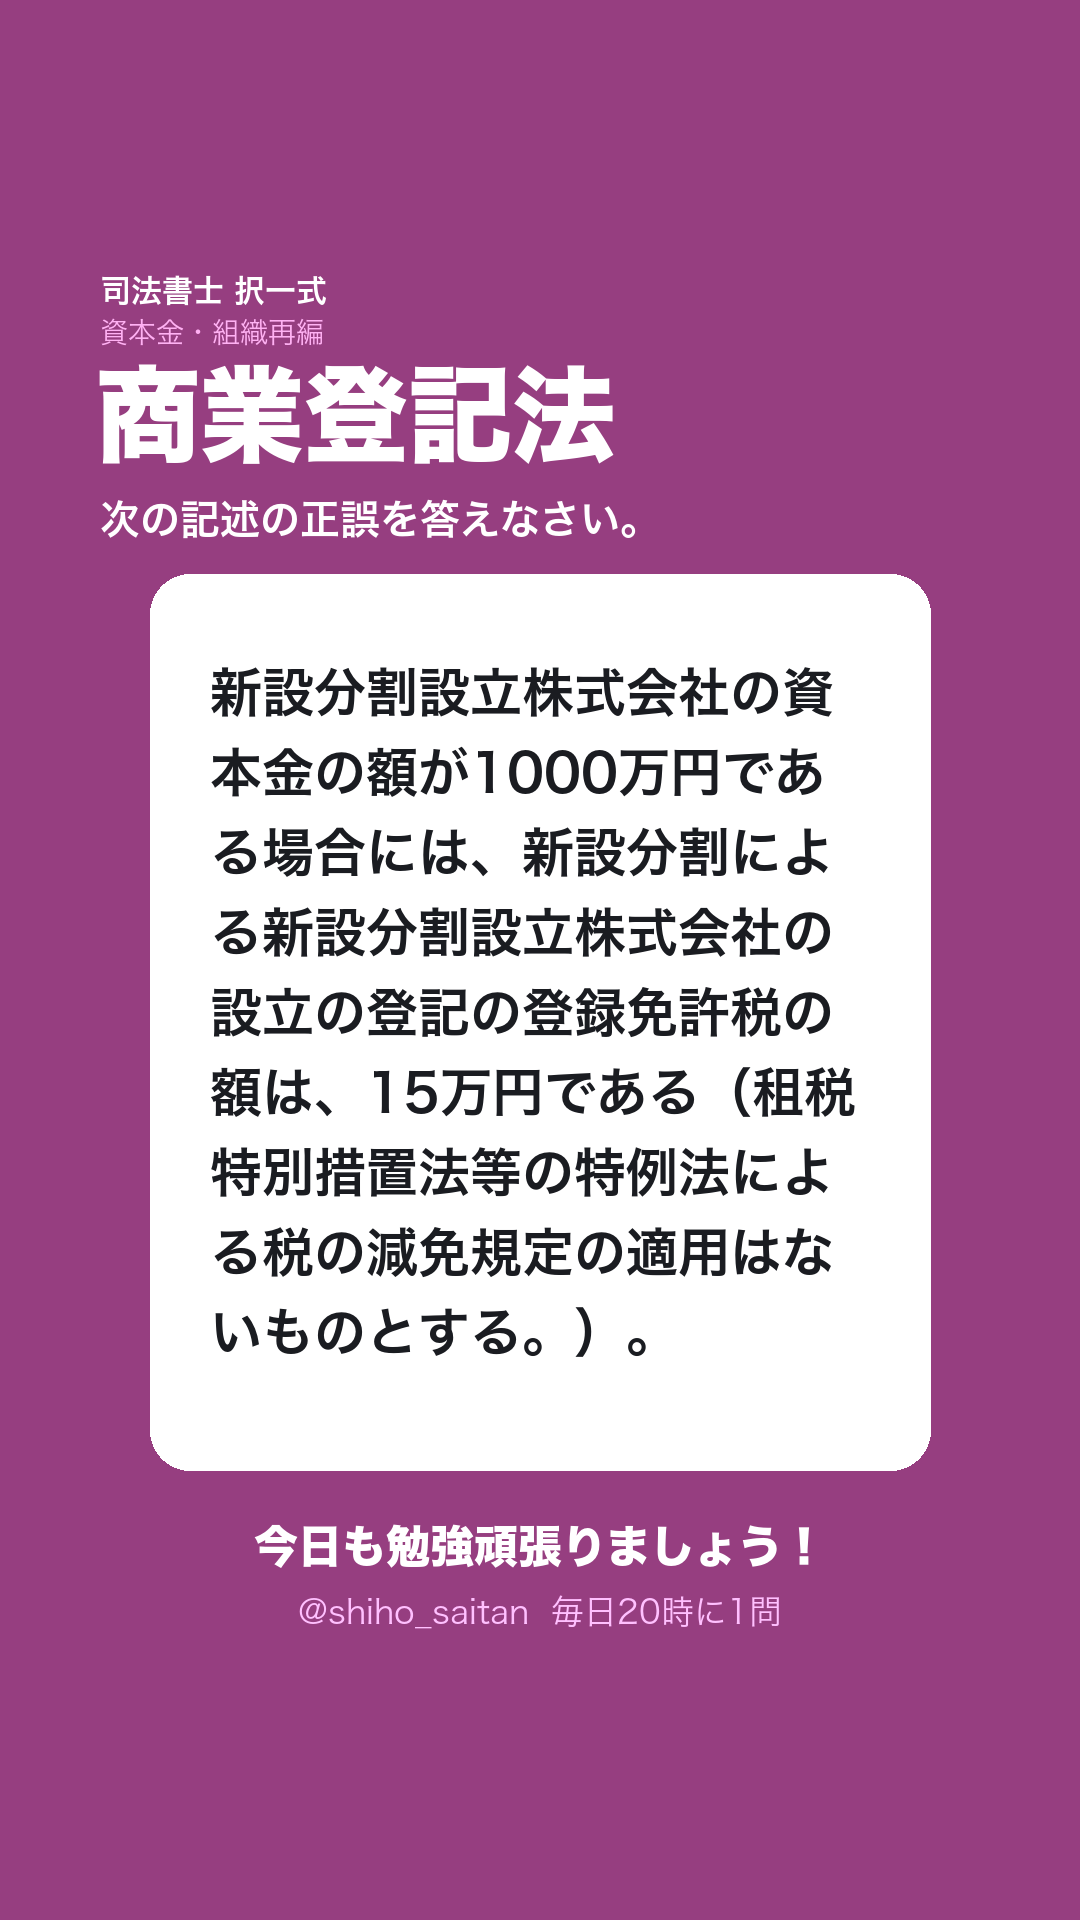 司法書士 択一式
資本金・組織再編
商業登記法
次の記述の正誤を答えなさい。
新設分割設立株式会社の資
本金の額が1000万円であ
る場合には、新設分割によ
る新設分割設立株式会社の
設立の登記の登録免許税の
額は、15万円である（租税
特別措置法等の特例法によ
る税の減免規定の適用はな
いものとする。）。
今日も勉強頑張りましょう！
@shiho_saitan 毎日20時に1問